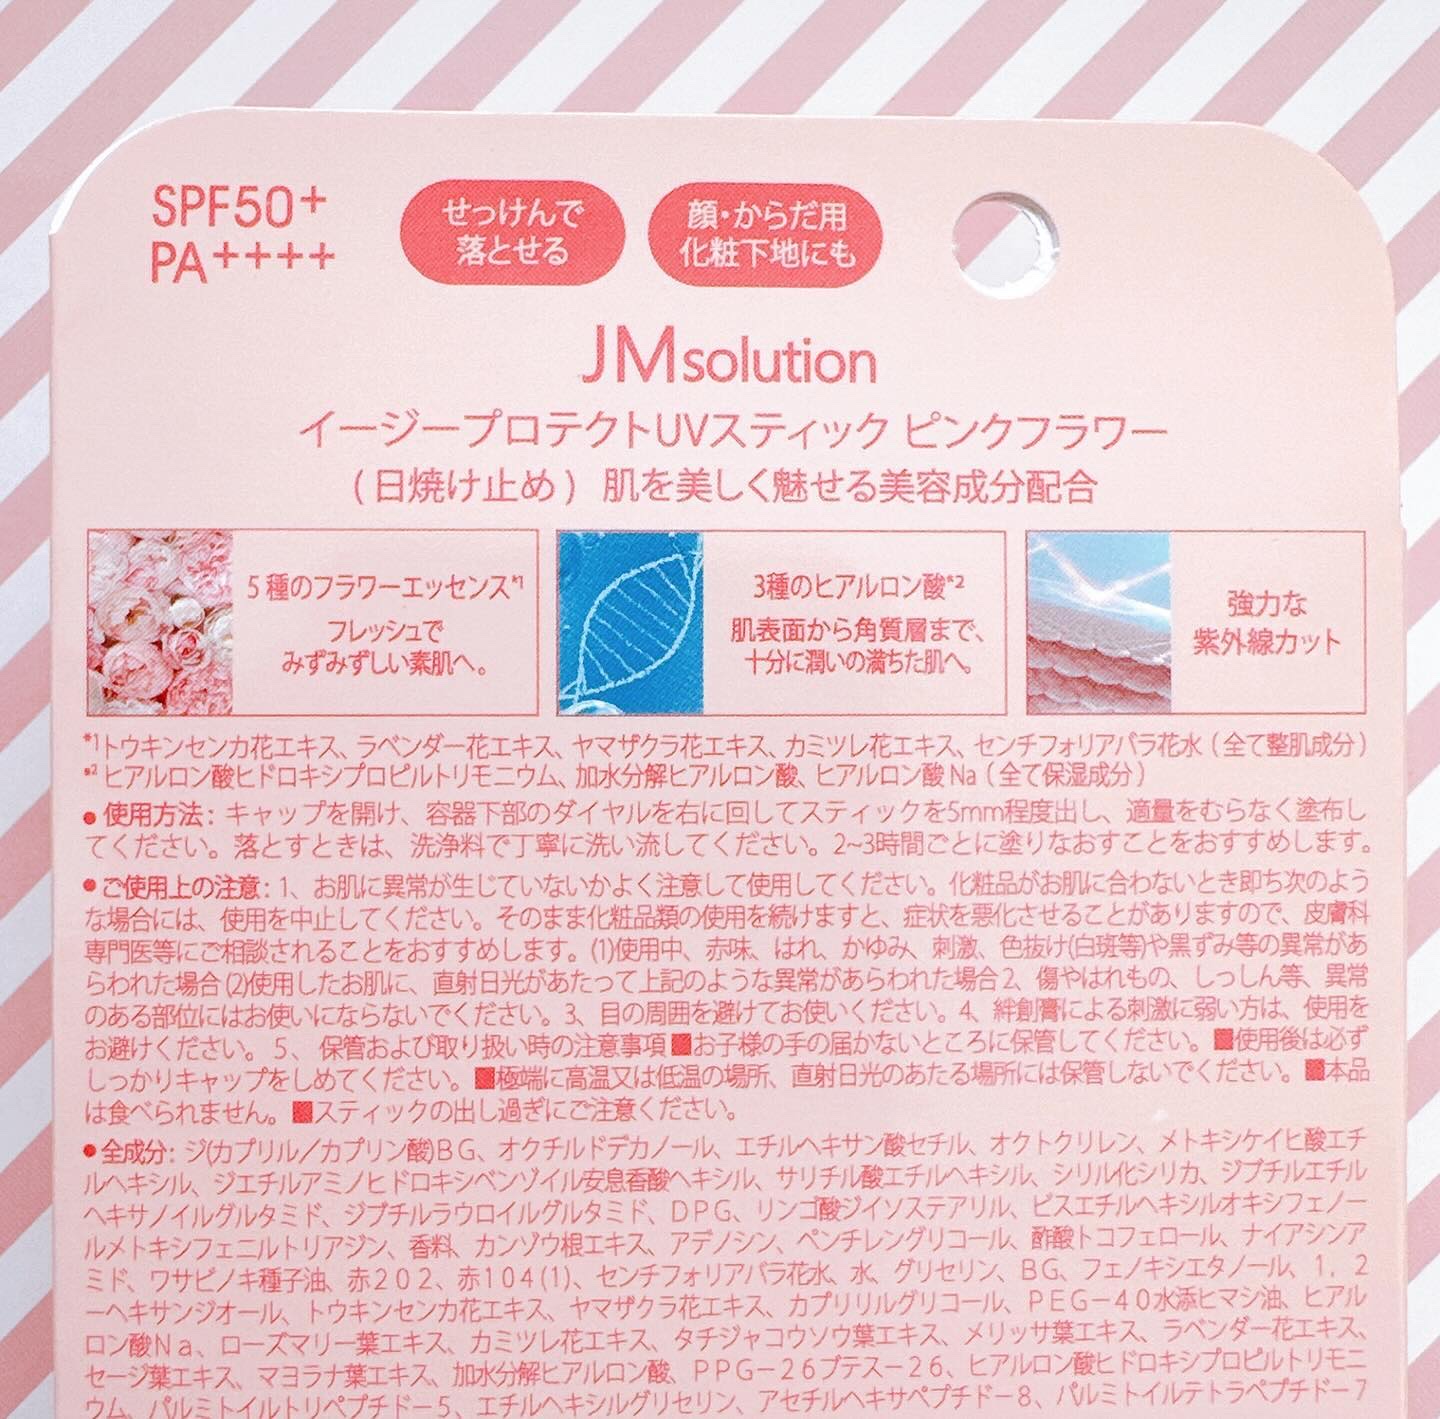 SPF50+
PA++++
せっけんで
落とせる
顔・からだ用
化粧下地にも
JMsolution
イージープロテクトUVスティック ピンクフラワー
(日焼け止め) 肌を美しく魅せる美容成分配合
5種のフラワーエッセンス*1
フレッシュで
みずみずしい素肌へ。
3種のヒアルロン酸*2
肌表面から角質層まで、
十分に潤いの満ちた肌へ。
強力な
紫外線カット
*1トウキンセンカ花エキス、ラベンダー花エキス、ヤマザクラ花エキス、カミツレ花エキス、センチフォリアバラ花水(全て整肌成分)
*2ヒアルロン酸ヒドロキシプロピルトリモニウム、加水分解ヒアルロン酸、ヒアルロン酸Na(全て保湿成分)
●使用方法:キャップを開け、容器下部のダイヤルを右に回してスティックを5mm程度出し、適量をむらなく塗布し
てください。落とすときは、洗浄料で丁寧に洗い流してください。2~3時間ごとに塗りなおすことをおすすめします。
●ご使用上の注意:1、お肌に異常が生じていないかよく注意して使用してください。化粧品がお肌に合わないとき即ち次のよう
な場合には、使用を中止してください。そのまま化粧品類の使用を続けますと、症状を悪化させることがありますので、皮膚科
専門医等にご相談されることをおすすめします。(1)使用中、赤味、はれ、かゆみ、刺激、色抜け(白斑等)や黒ずみ等の異常があ
らわれた場合(2)使用したお肌に、直射日光があたって上記のような異常があらわれた場合2、傷やはれもの、しっしん等、異常
のある部位にはお使いにならないでください。3、目の周囲を避けてお使いください。4、絆創膏による刺激に弱い方は、使用を
お避けください。5、保管および取り扱い時の注意事項■お子様の手の届かないところに保管してください。■使用後は必ず
しっかりキャップをしめてください。■極端に高温又は低温の場所、直射日光のあたる場所には保管しないでください。■本品
は食べられません。■スティックの出し過ぎにご注意ください。
●全成分:ジ(カプリル/カプリン酸)BG、オクチルドデカノール、エチルヘキサン酸セチル、オクトクリレン、メトキシケイヒ酸エチ
ルヘキシル、ジエチルアミノヒドロキシベンゾイル安息香酸ヘキシル、サリチル酸エチルヘキシル、シリル化シリカ、ジブチルエチル
ヘキサノイルグルタミド、ジブチルラウロイルグルタミド、DPG、リンゴ酸ジイソステアリル、ビスエチルヘキシルオキシフェノー
ルメトキシフェニルトリアジン、香料、カンゾウ根エキス、アデノシン、ペンチレングリコール、酢酸トコフェロール、ナイアシンア
ミド、ワサビノキ種子油、赤202、赤104(1)、センチフォリアバラ花水、水、グリセリン、BG、フェノキシエタノール、1,2
ーヘキサンジオール、トウキンセンカ花エキス、ヤマザクラ花エキス、カプリリルグリコール、PEG-40水添ヒマシ油、ヒアル
ロン酸Na、ローズマリー葉エキス、カミツレ花エキス、タチジャコウソウ葉エキス、メリッサ葉エキス、ラベンダー花エキス、
セージ葉エキス、マヨラナ葉エキス、加水分解ヒアルロン酸、PPG-26ブテス-26、ヒアルロン酸ヒドロキシプロピルトリモニ
ウム、パルミトイルトリペプチド-5、エチルヘキシルグリセリン、アセチルヘキサペプチド-8、パルミトイルテトラペプチド-7